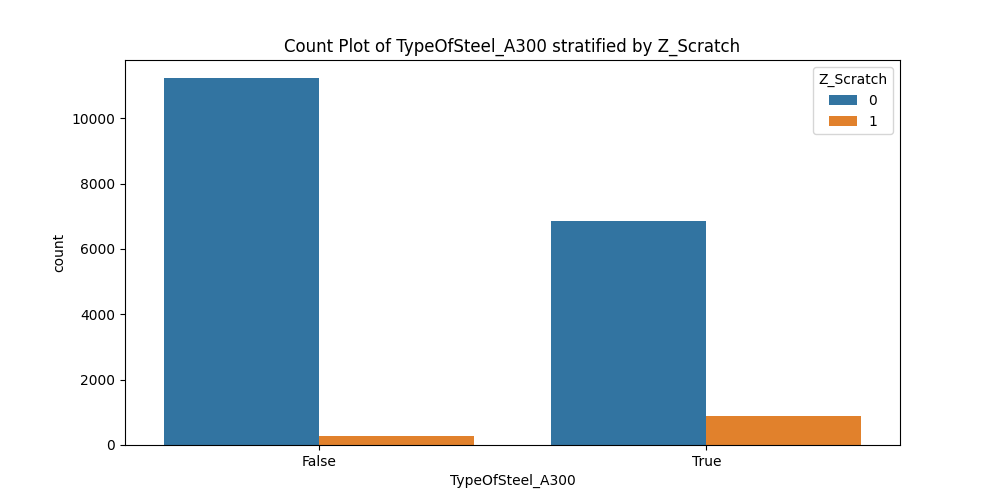 Count Plot of TypeOfSteel_A300 stratified by Z_Scratch
Z_Scratch
0
1
count
10000
8000
6000
4000
2000
0
False
True
TypeOfSteel_A300